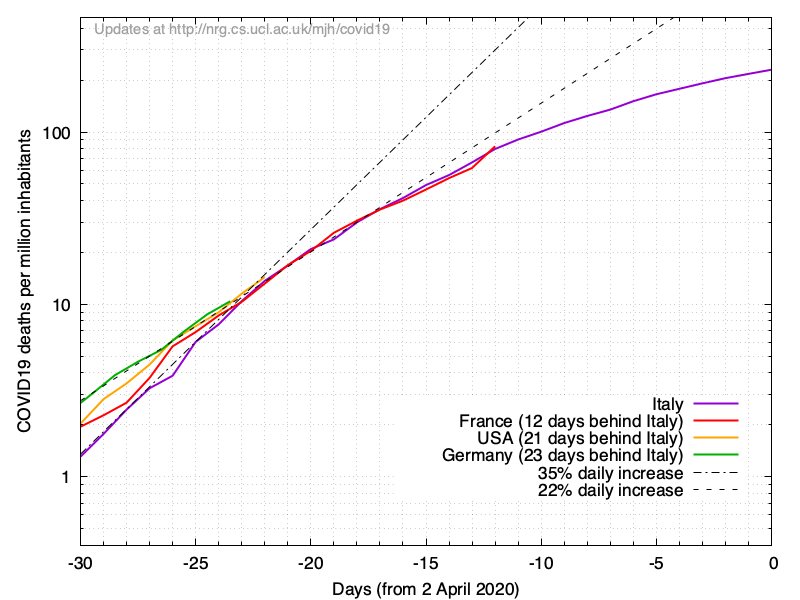 Updates at http://nrg.cs.ucl.ac.uk/mjh/covid19
COVID19 deaths per million inhabitants
100
10
1
Italy
France (12 days behind Italy)
USA (21 days behind Italy)
Germany (23 days behind Italy)
35% daily increase
22% daily increase
-30 -25 -20 -15 -10 -5 0
Days (from 2 April 2020)